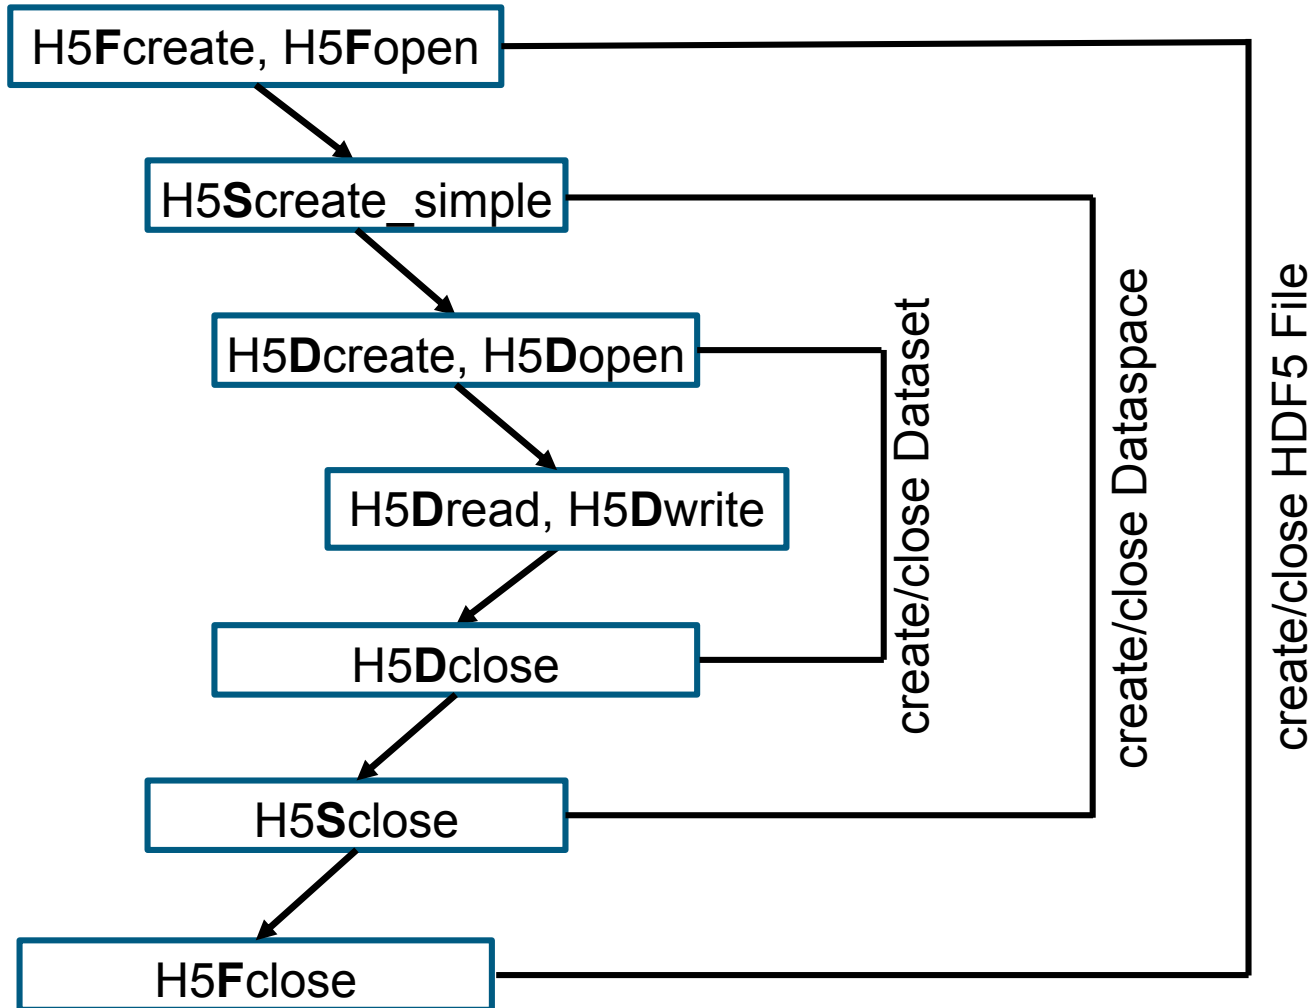 H5Fcreate, H5Fopen
H5Screate_simple
H5Dcreate, H5Dopen
H5Dread, H5Dwrite
H5Dclose
H5Sclose
H5Fclose
create/close Dataset
create/close Dataspace
create/close HDF5 File